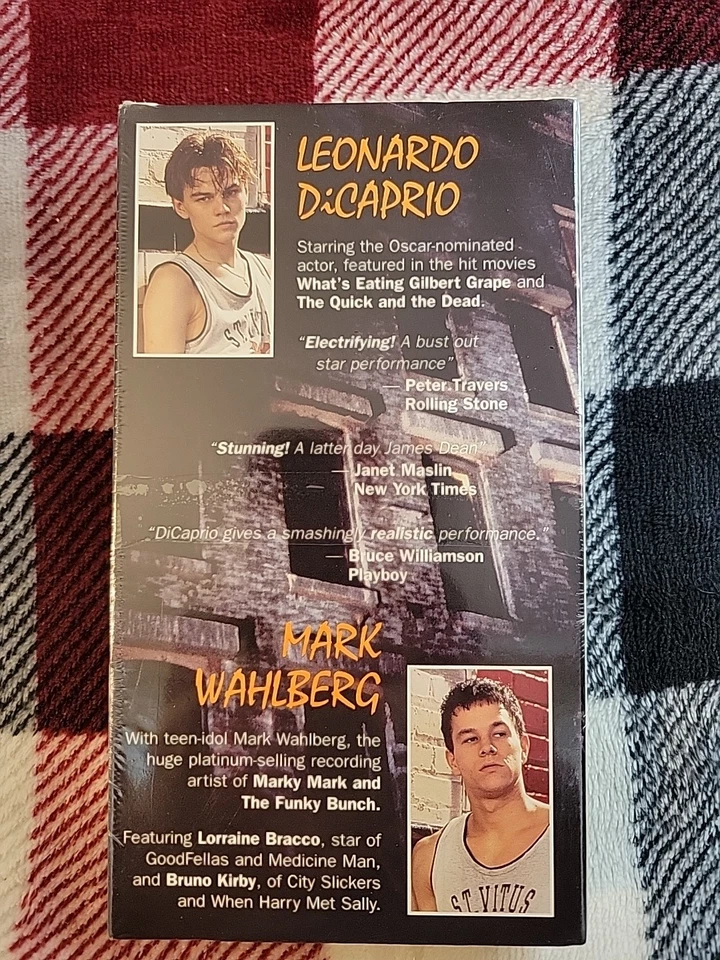 LEONARDO
DiCAPRIO
Starring the Oscar-nominated
actor, featured in the hit movies
What's Eating Gilbert Grape and
The Quick and the Dead.
"Electrifying! A bust out
star performance"
— Peter Travers
Rolling Stone
"Stunning! A latter day James Dean"
— Janet Maslin
New York Times
"DiCaprio gives a smashingly realistic performance."
— Bruce Williamson
Playboy
MARK
WAHLBERG
With teen-idol Mark Wahlberg, the
huge platinum-selling recording
artist of Marky Mark and
The Funky Bunch.
Featuring Lorraine Bracco, star of
GoodFellas and Medicine Man,
and Bruno Kirby, of City Slickers
and When Harry Met Sally.
ST. VITUS